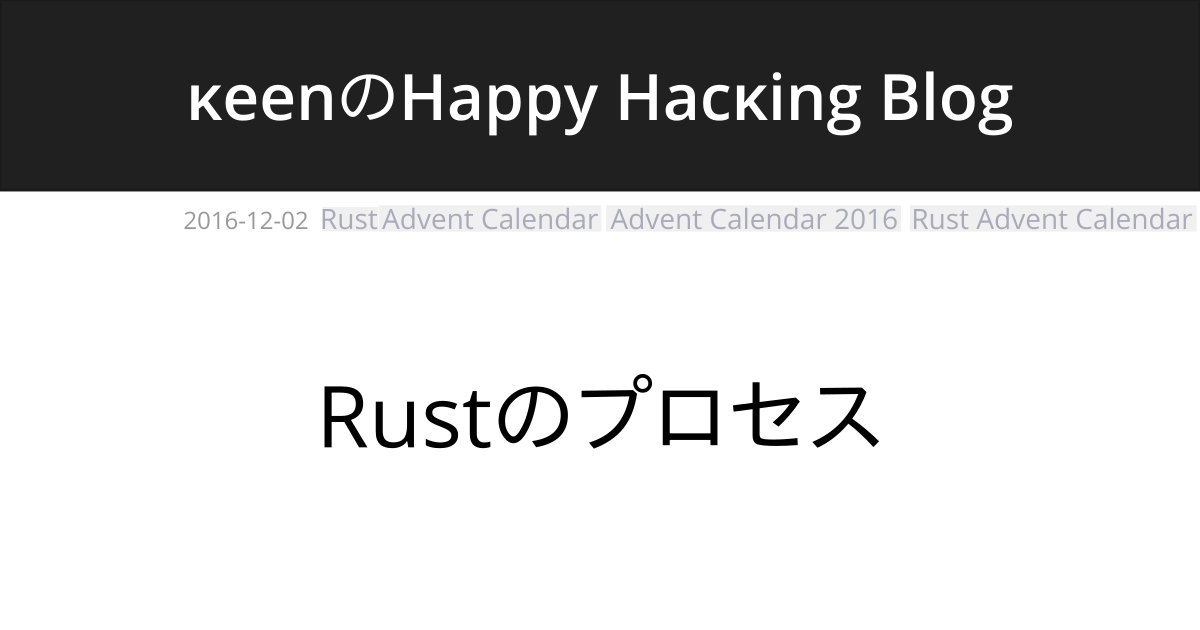 κeenのHappy Hacκing Blog
2016-12-02 Rust Advent Calendar Advent Calendar 2016 Rust Advent Calendar
Rustのプロセス